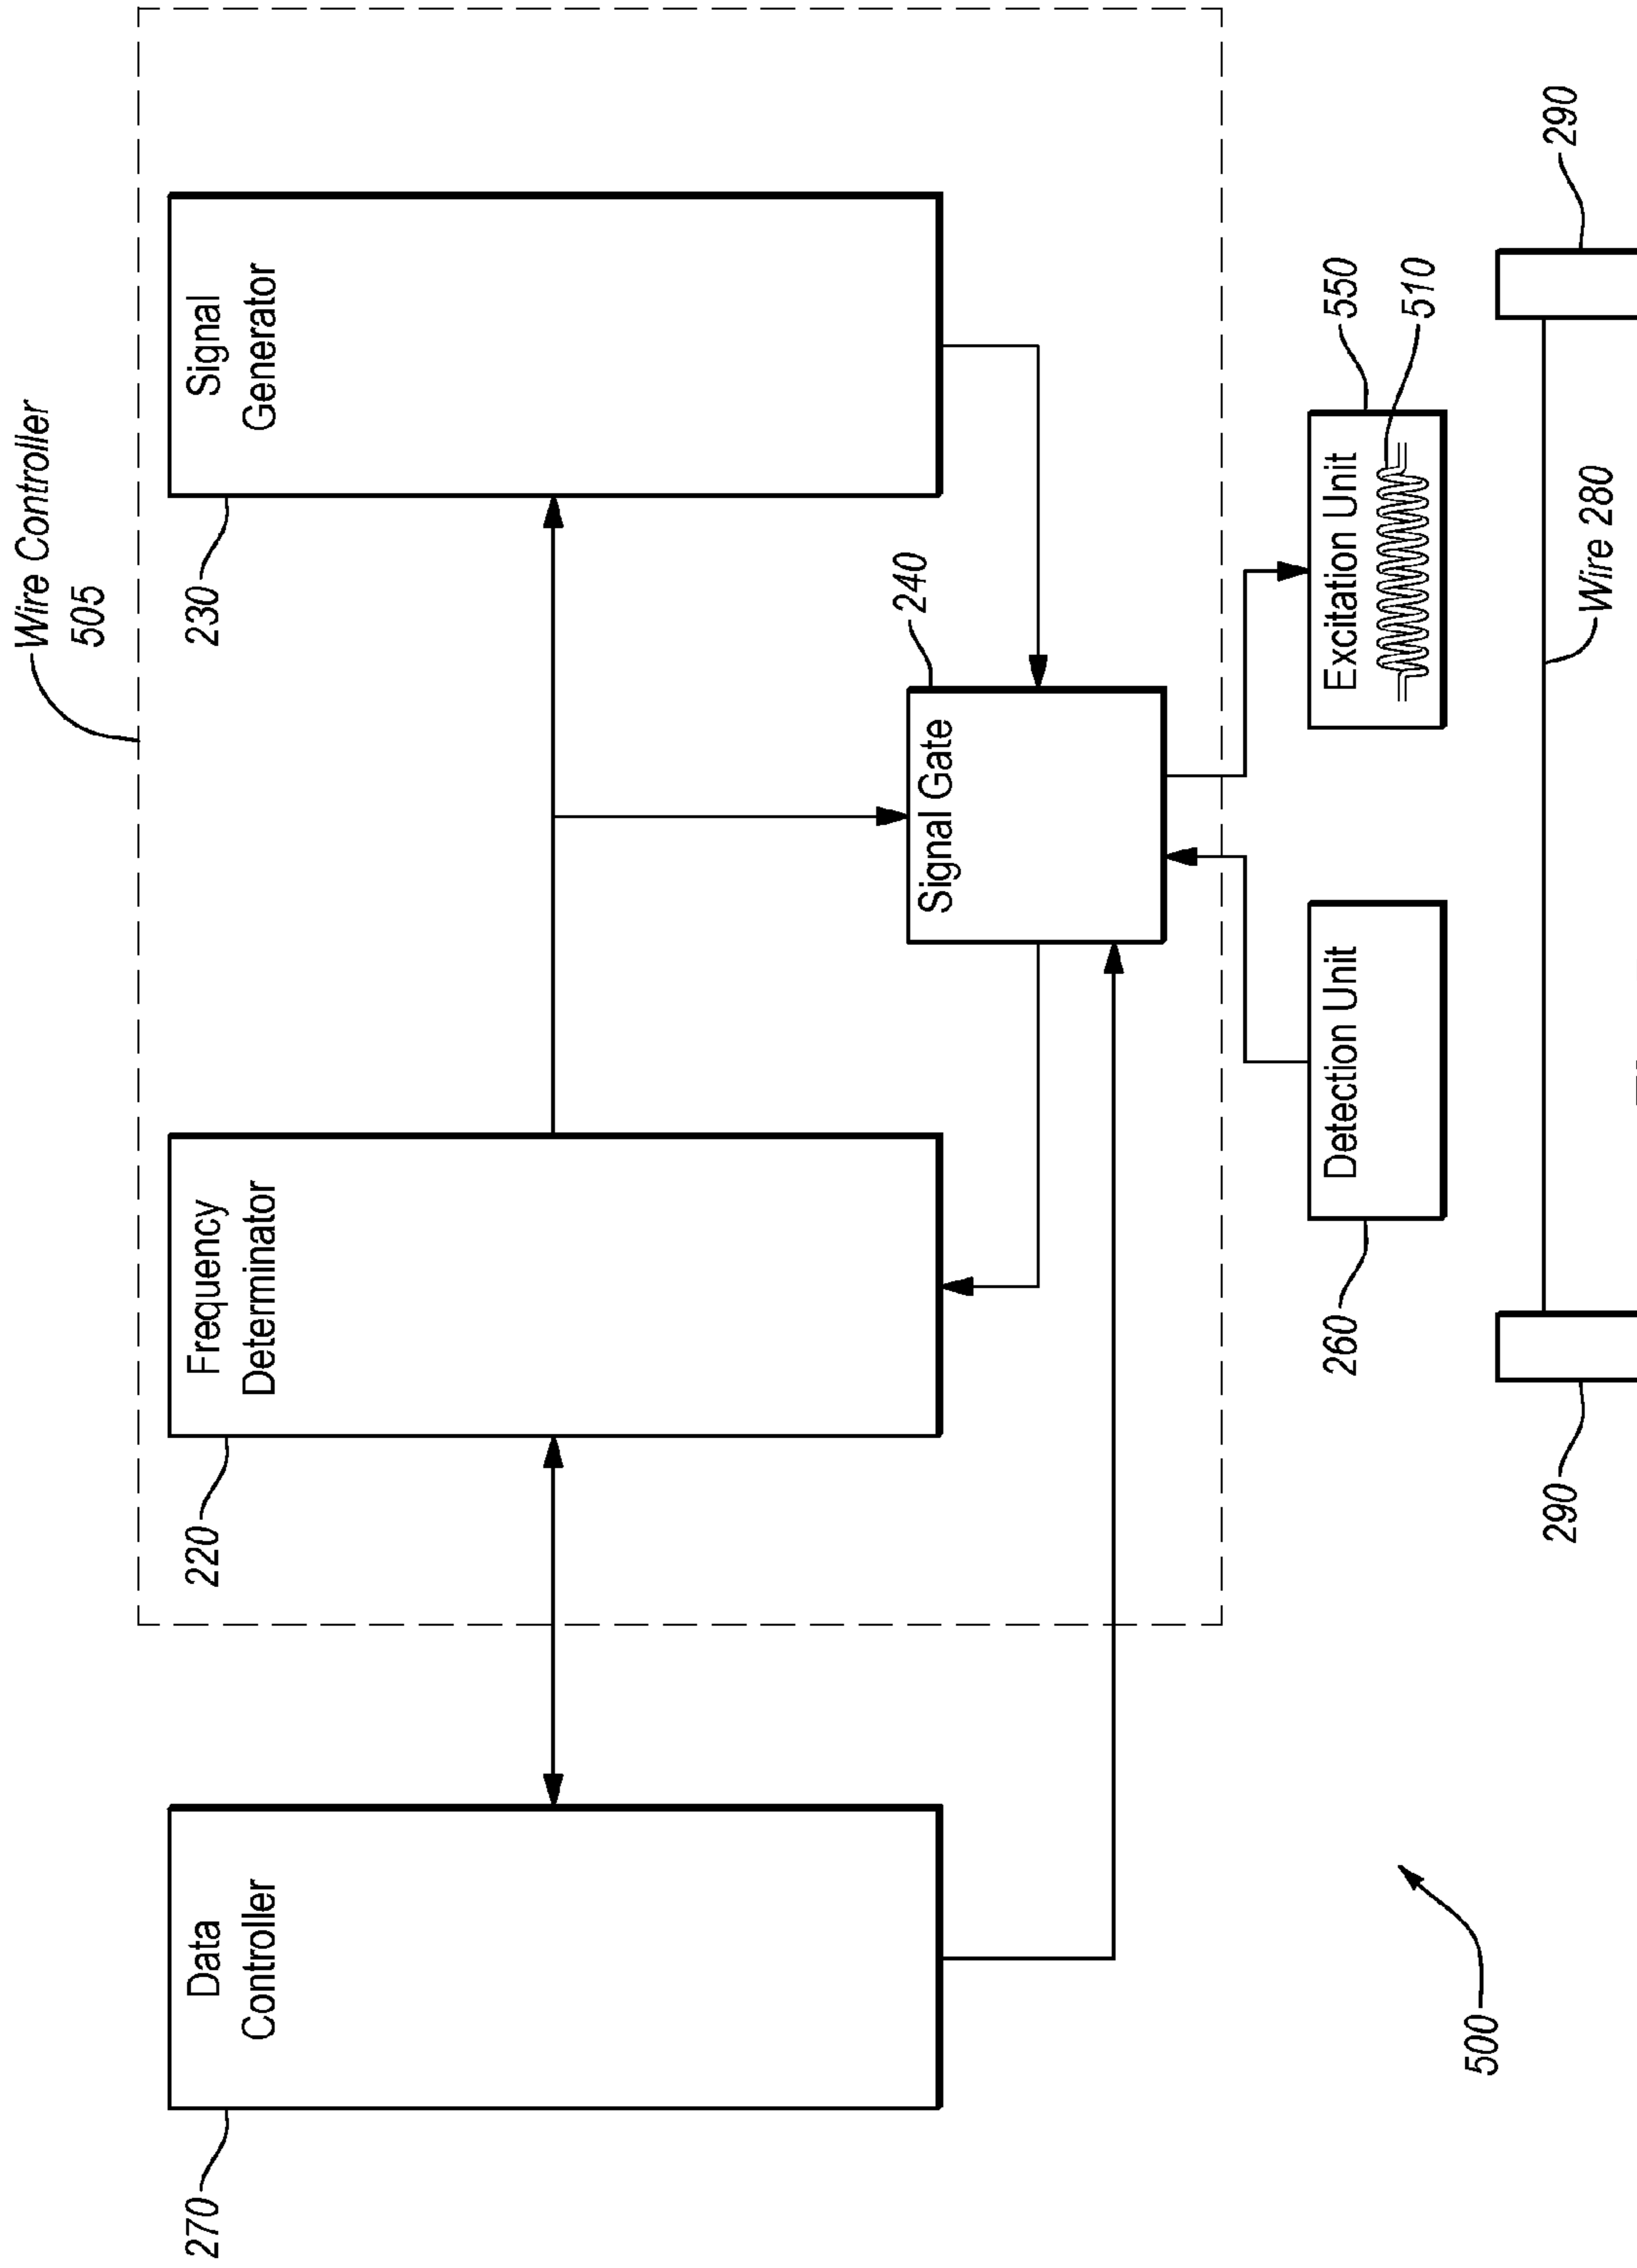 Wire Controller
505
270
Data
Controller
220
Frequency
Determinator
230
Signal
Generator
240
Signal Gate
260
Detection Unit
Excitation Unit
550
510
290
Wire 280
290
500